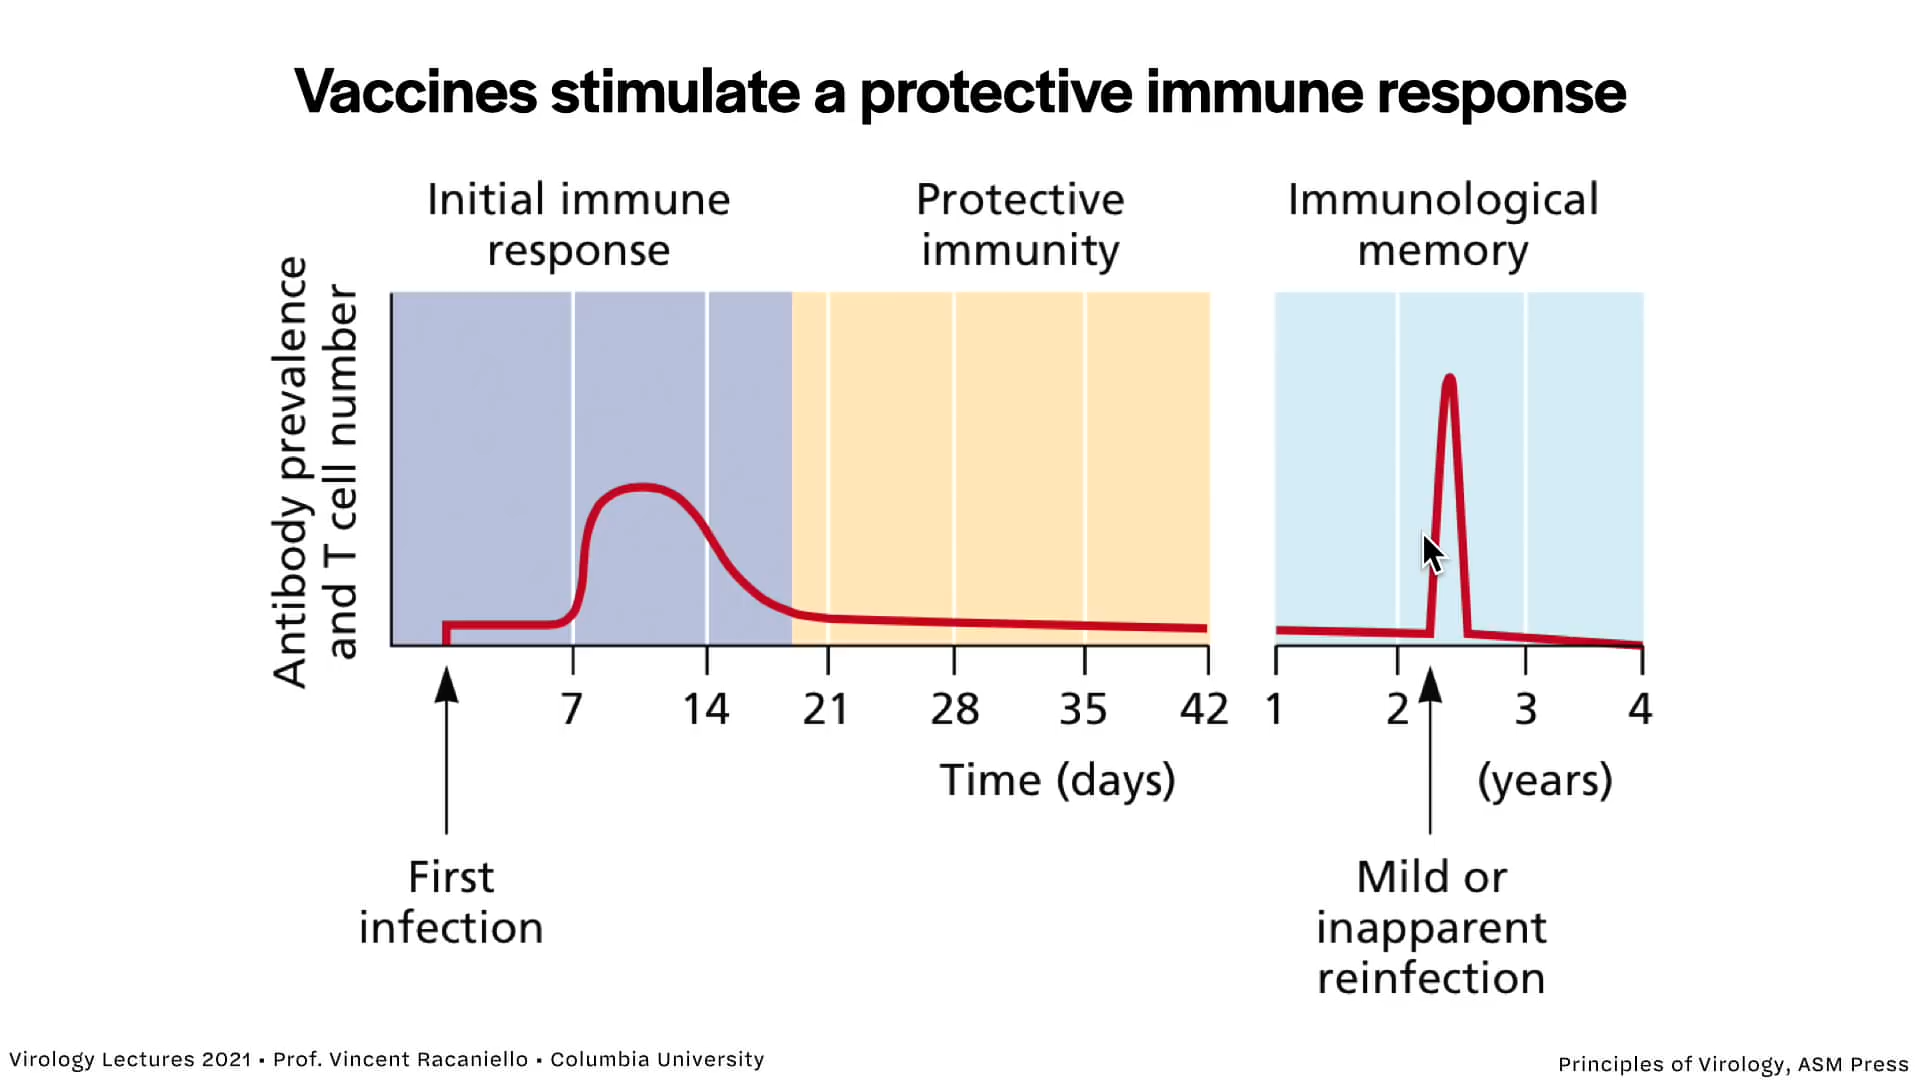 Vaccines stimulate a protective immune response
Initial immune
response
Protective
immunity
Immunological
memory
Antibody prevalence
and T cell number
7
14
21
28
35
42
1
2
3
4
Time (days)
(years)
First
infection
Mild or
inapparent
reinfection
Virology Lectures 2021 • Prof. Vincent Racaniello • Columbia University
Principles of Virology, ASM Press